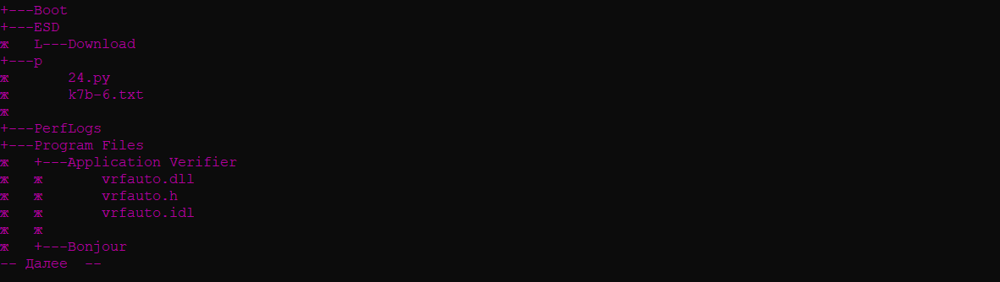 +---Boot
+---ESD
ж   L---Download
+---p
ж       24.py
ж       k7b-6.txt
ж
+---PerfLogs
+---Program Files
ж   +---Application Verifier
ж   ж       vrfauto.dll
ж   ж       vrfauto.h
ж   ж       vrfauto.idl
ж   ж
ж   +---Bonjour
-- Далее  --